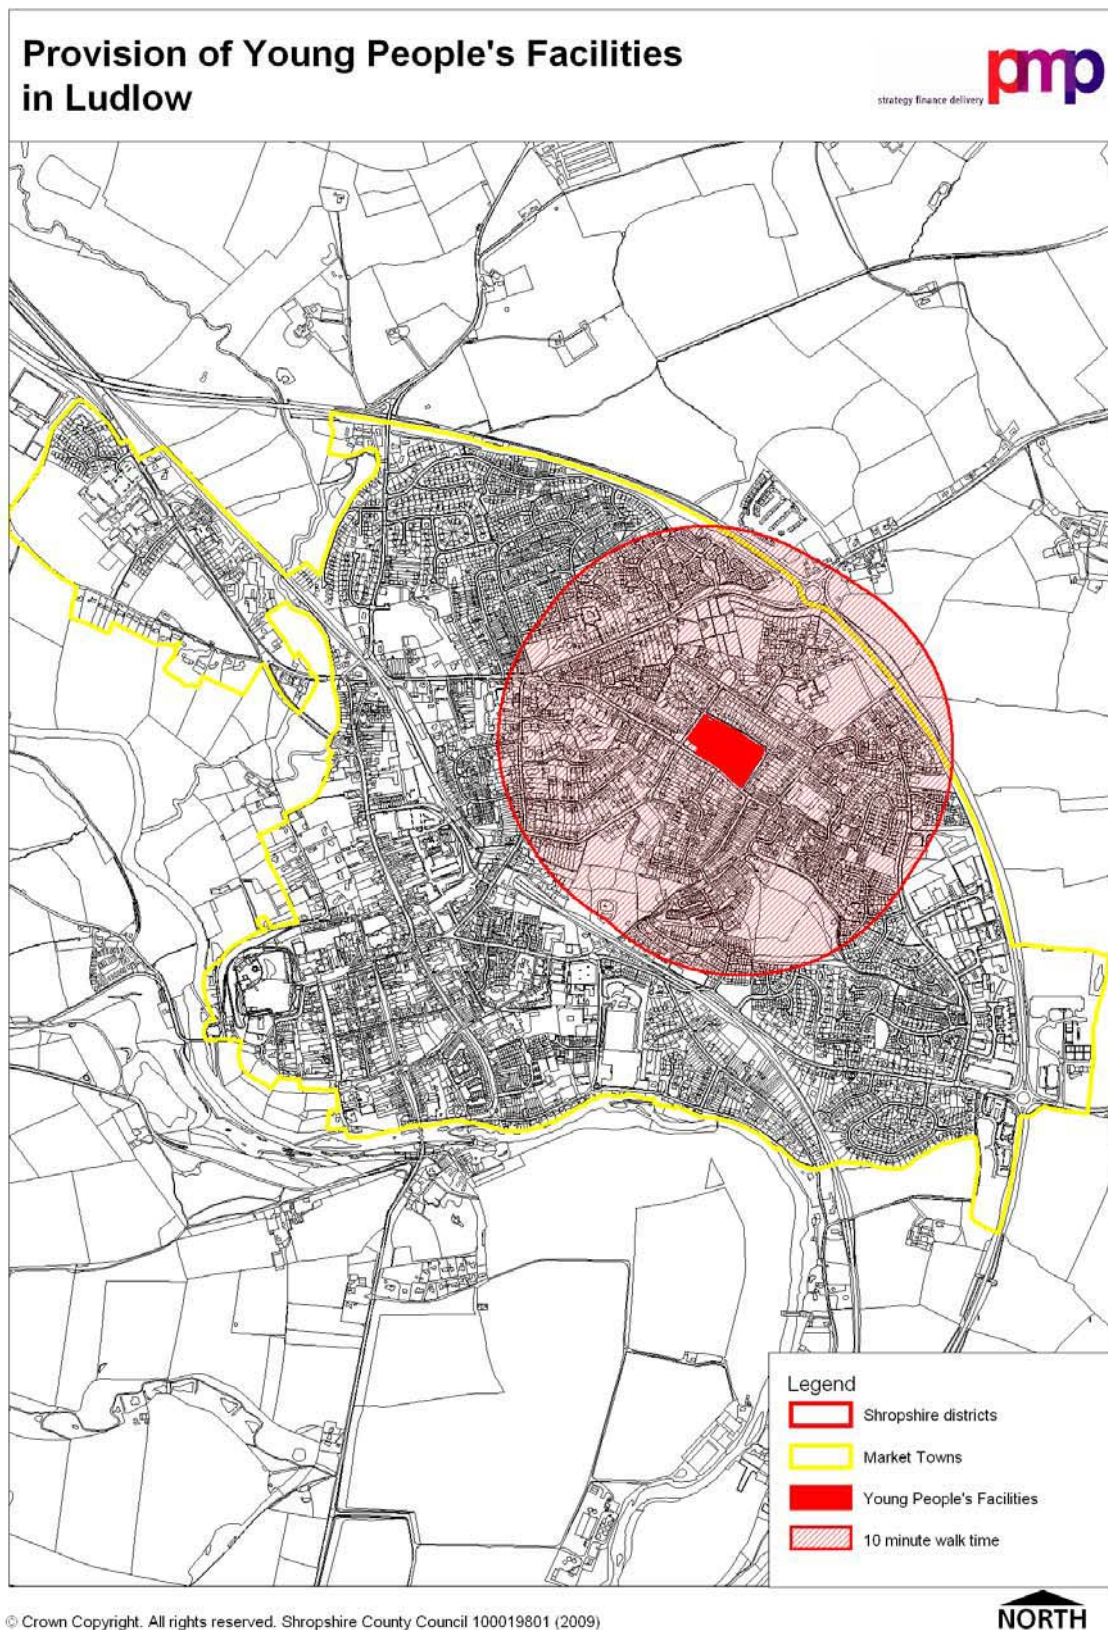 Provision of Young People's Facilities
in Ludlow
strategy finance delivery
pmp
Legend
Shropshire districts
Market Towns
Young People's Facilities
10 minute walk time
© Crown Copyright. All rights reserved. Shropshire County Council 100019801 (2009)
NORTH